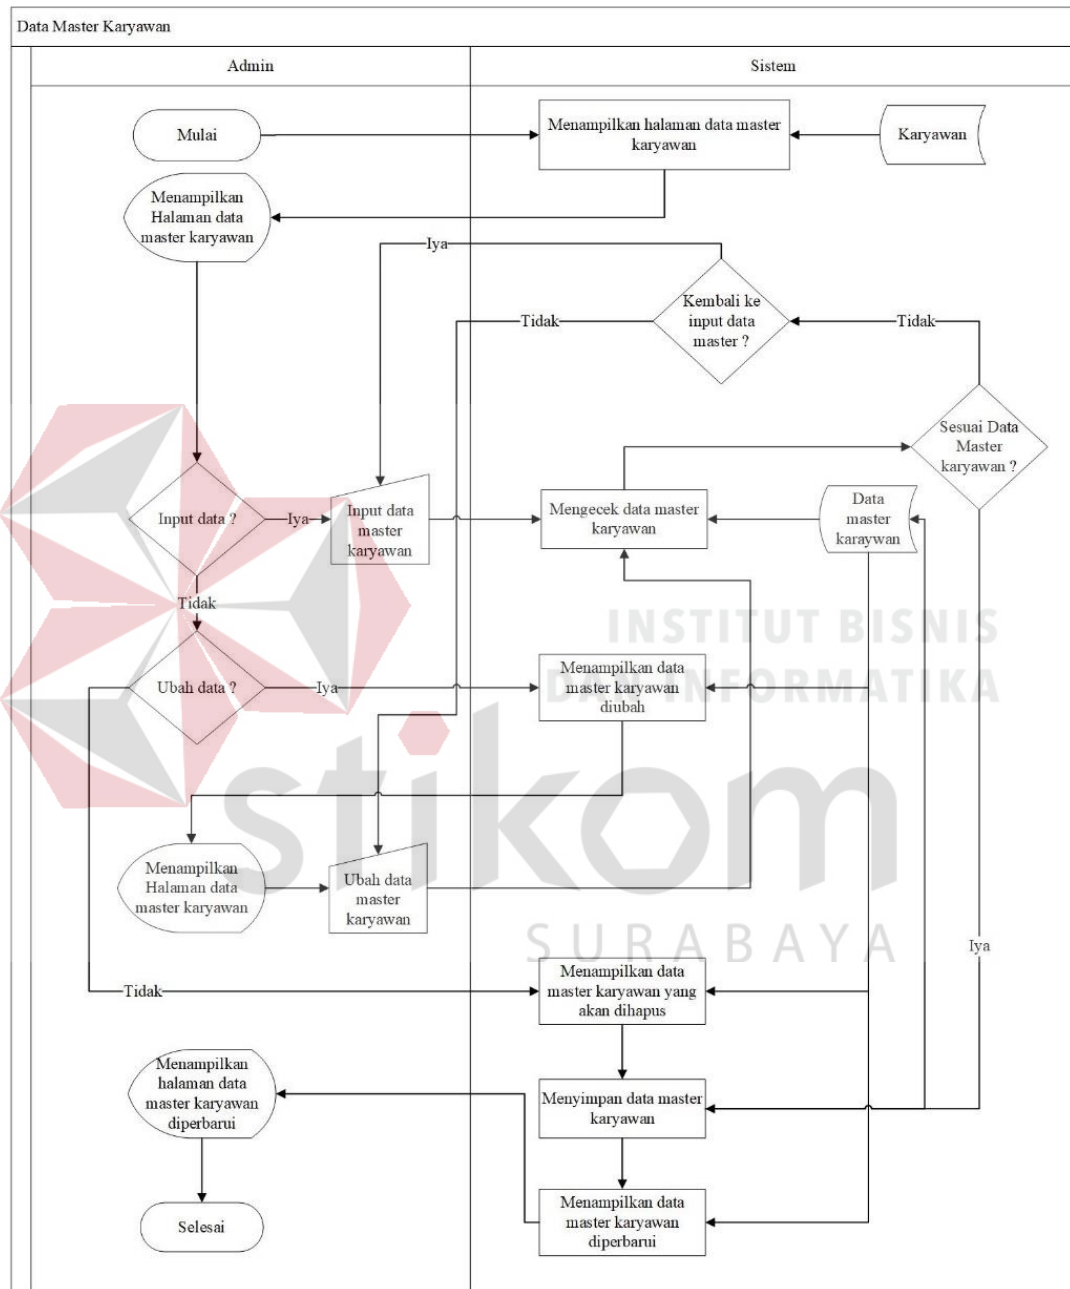 Data Master Karyawan
Admin
Sistem
Mulai
Menampilkan halaman data master
karyawan
Karyawan
Menampilkan
Halaman data
master karyawan
Iya
Kembali ke
input data
master ?
Tidak
Tidak
Sesuai Data
Master
karyawan ?
Input data ?
Iya
Input data
master
karyawan
Mengecek data master
karyawan
Data
master
karaywan
Tidak
INSTITUT BISNIS
DAN INFORMATIKA
Ubah data ?
Iya
Menampilkan data
master karyawan
diubah
stikom
SURABAYA
Menampilkan
Halaman data
master karyawan
Ubah data
master
karyawan
Iya
Tidak
Menampilkan data
master karyawan yang
akan dihapus
Menampilkan
halaman data
master karyawan
diperbarui
Menyimpan data master
karyawan
Selesai
Menampilkan data
master karyawan
diperbarui